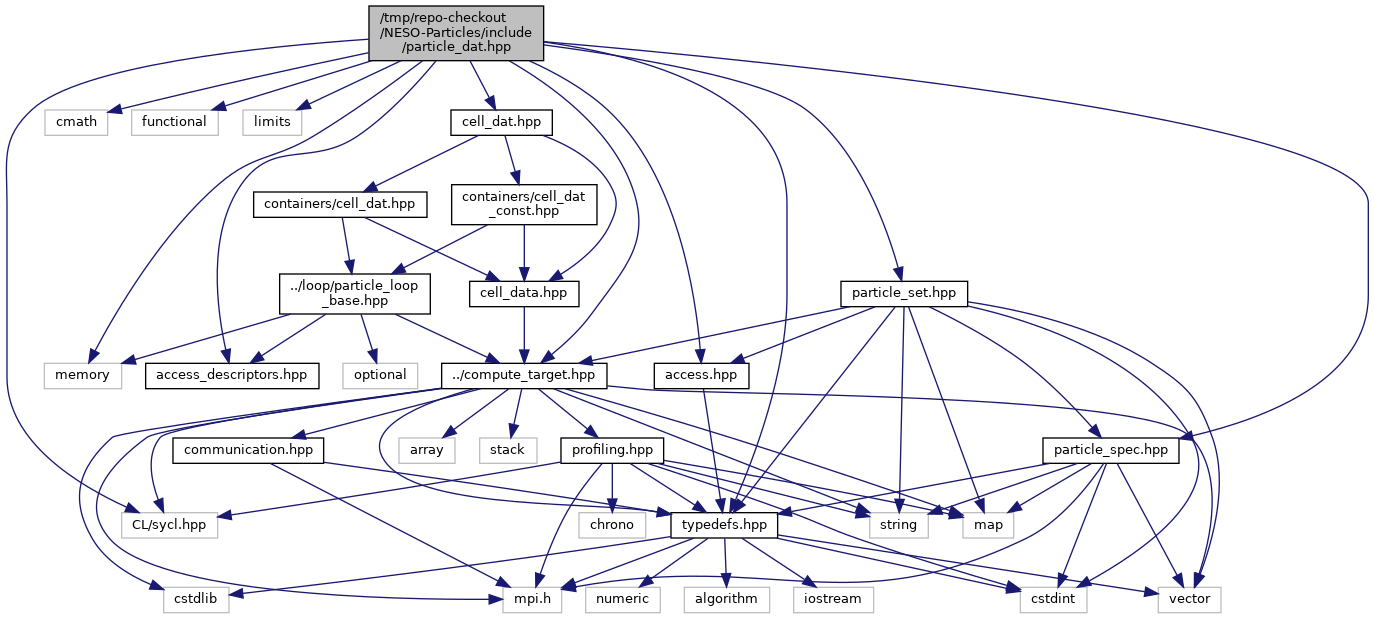 /tmp/repo-checkout
/NESO-Particles/include
/particle_dat.hpp
cmath
functional
limits
cell_dat.hpp
containers/cell_dat.hpp
containers/cell_dat
_const.hpp
../loop/particle_loop
_base.hpp
cell_data.hpp
particle_set.hpp
memory
access_descriptors.hpp
optional
../compute_target.hpp
access.hpp
communication.hpp
array
stack
profiling.hpp
particle_spec.hpp
CL/sycl.hpp
chrono
typedefs.hpp
string
map
cstdlib
mpi.h
numeric
algorithm
iostream
cstdint
vector